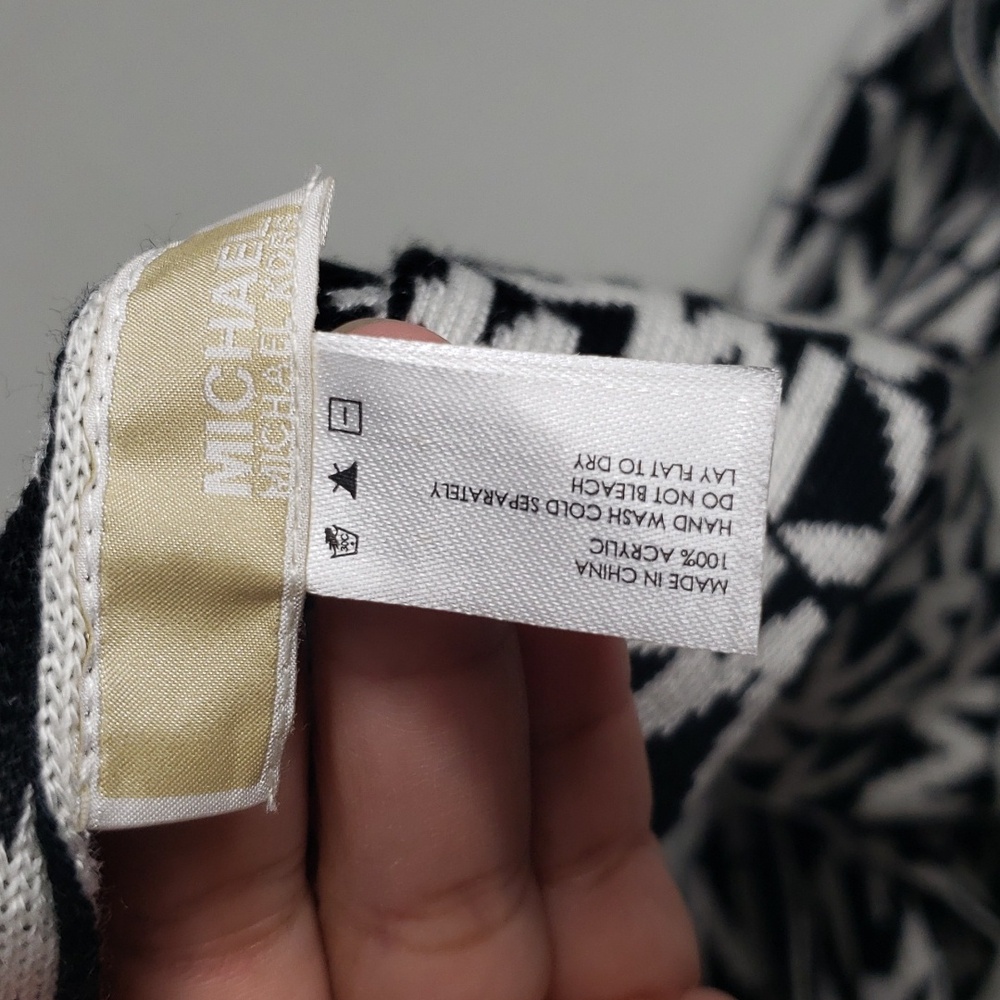 MICHAEL
MICHAEL KORS
MADE IN CHINA
100% ACRYLIC
HAND WASH COLD SEPARATELY
DO NOT BLEACH
LAY FLAT TO DRY
30C